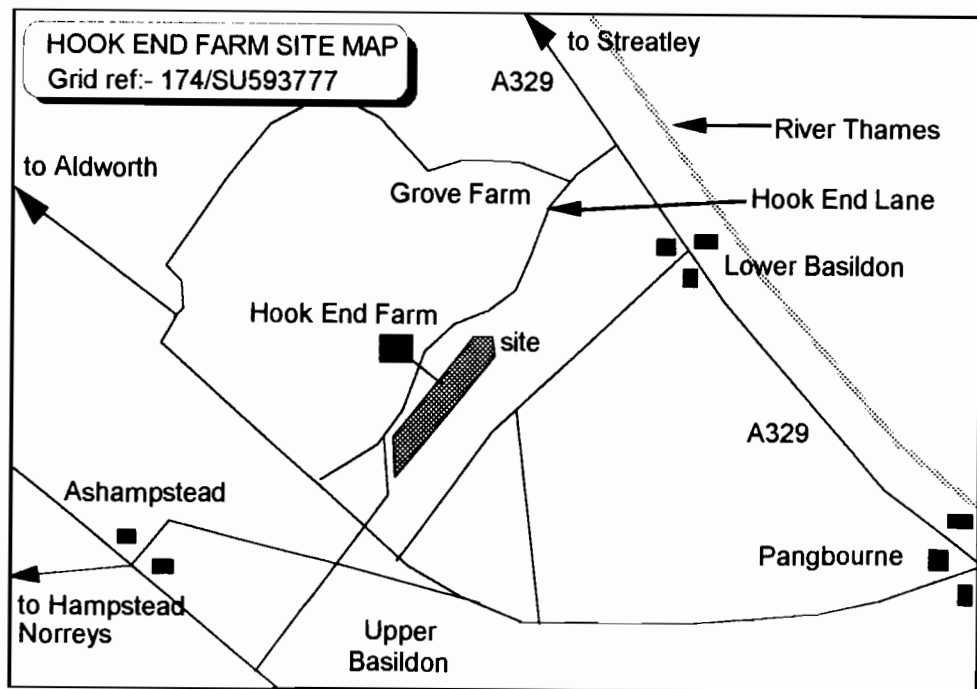 HOOK END FARM SITE MAP
Grid ref:- 174/SU593777
to Streatley
A329
River Thames
to Aldworth
Grove Farm
Hook End Lane
Lower Basildon
Hook End Farm
site
A329
Ashampstead
Pangbourne
to Hampstead
Norreys
Upper
Basildon